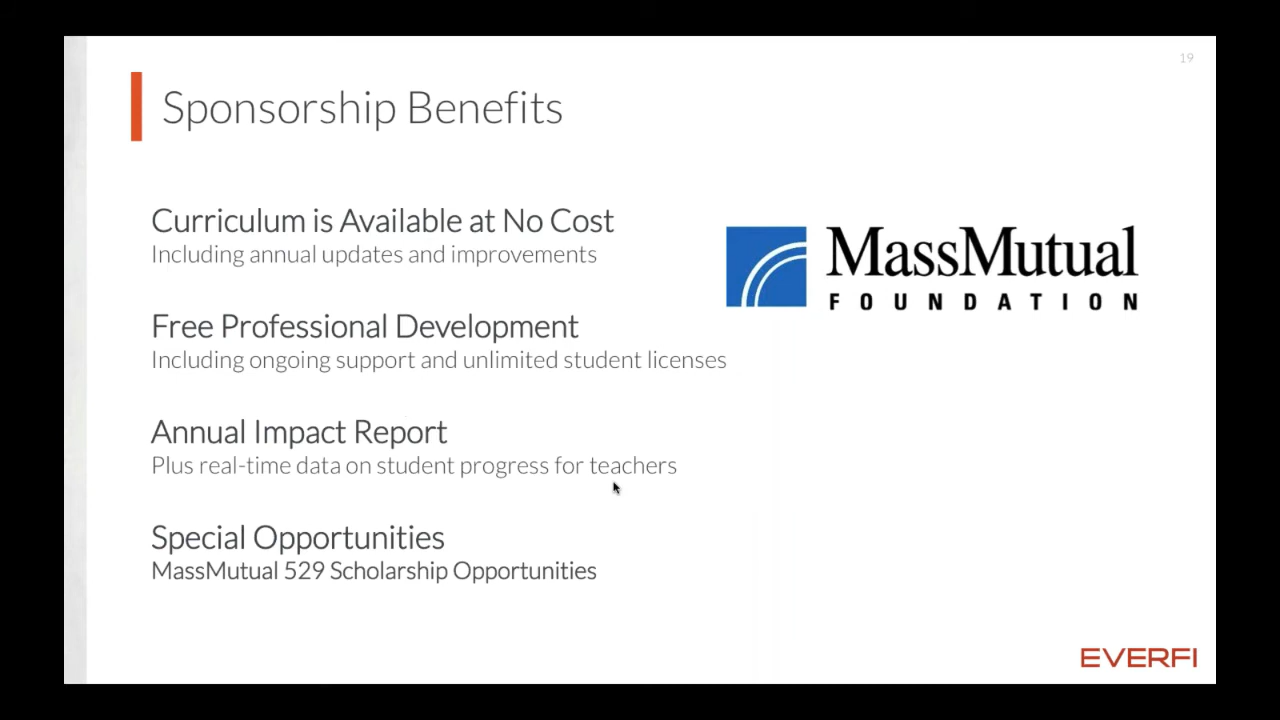 19
Sponsorship Benefits
Curriculum is Available at No Cost
Including annual updates and improvements
MassMutual
FOUNDATION
Free Professional Development
Including ongoing support and unlimited student licenses
Annual Impact Report
Plus real-time data on student progress for teachers
Special Opportunities
MassMutual 529 Scholarship Opportunities
EVERFI